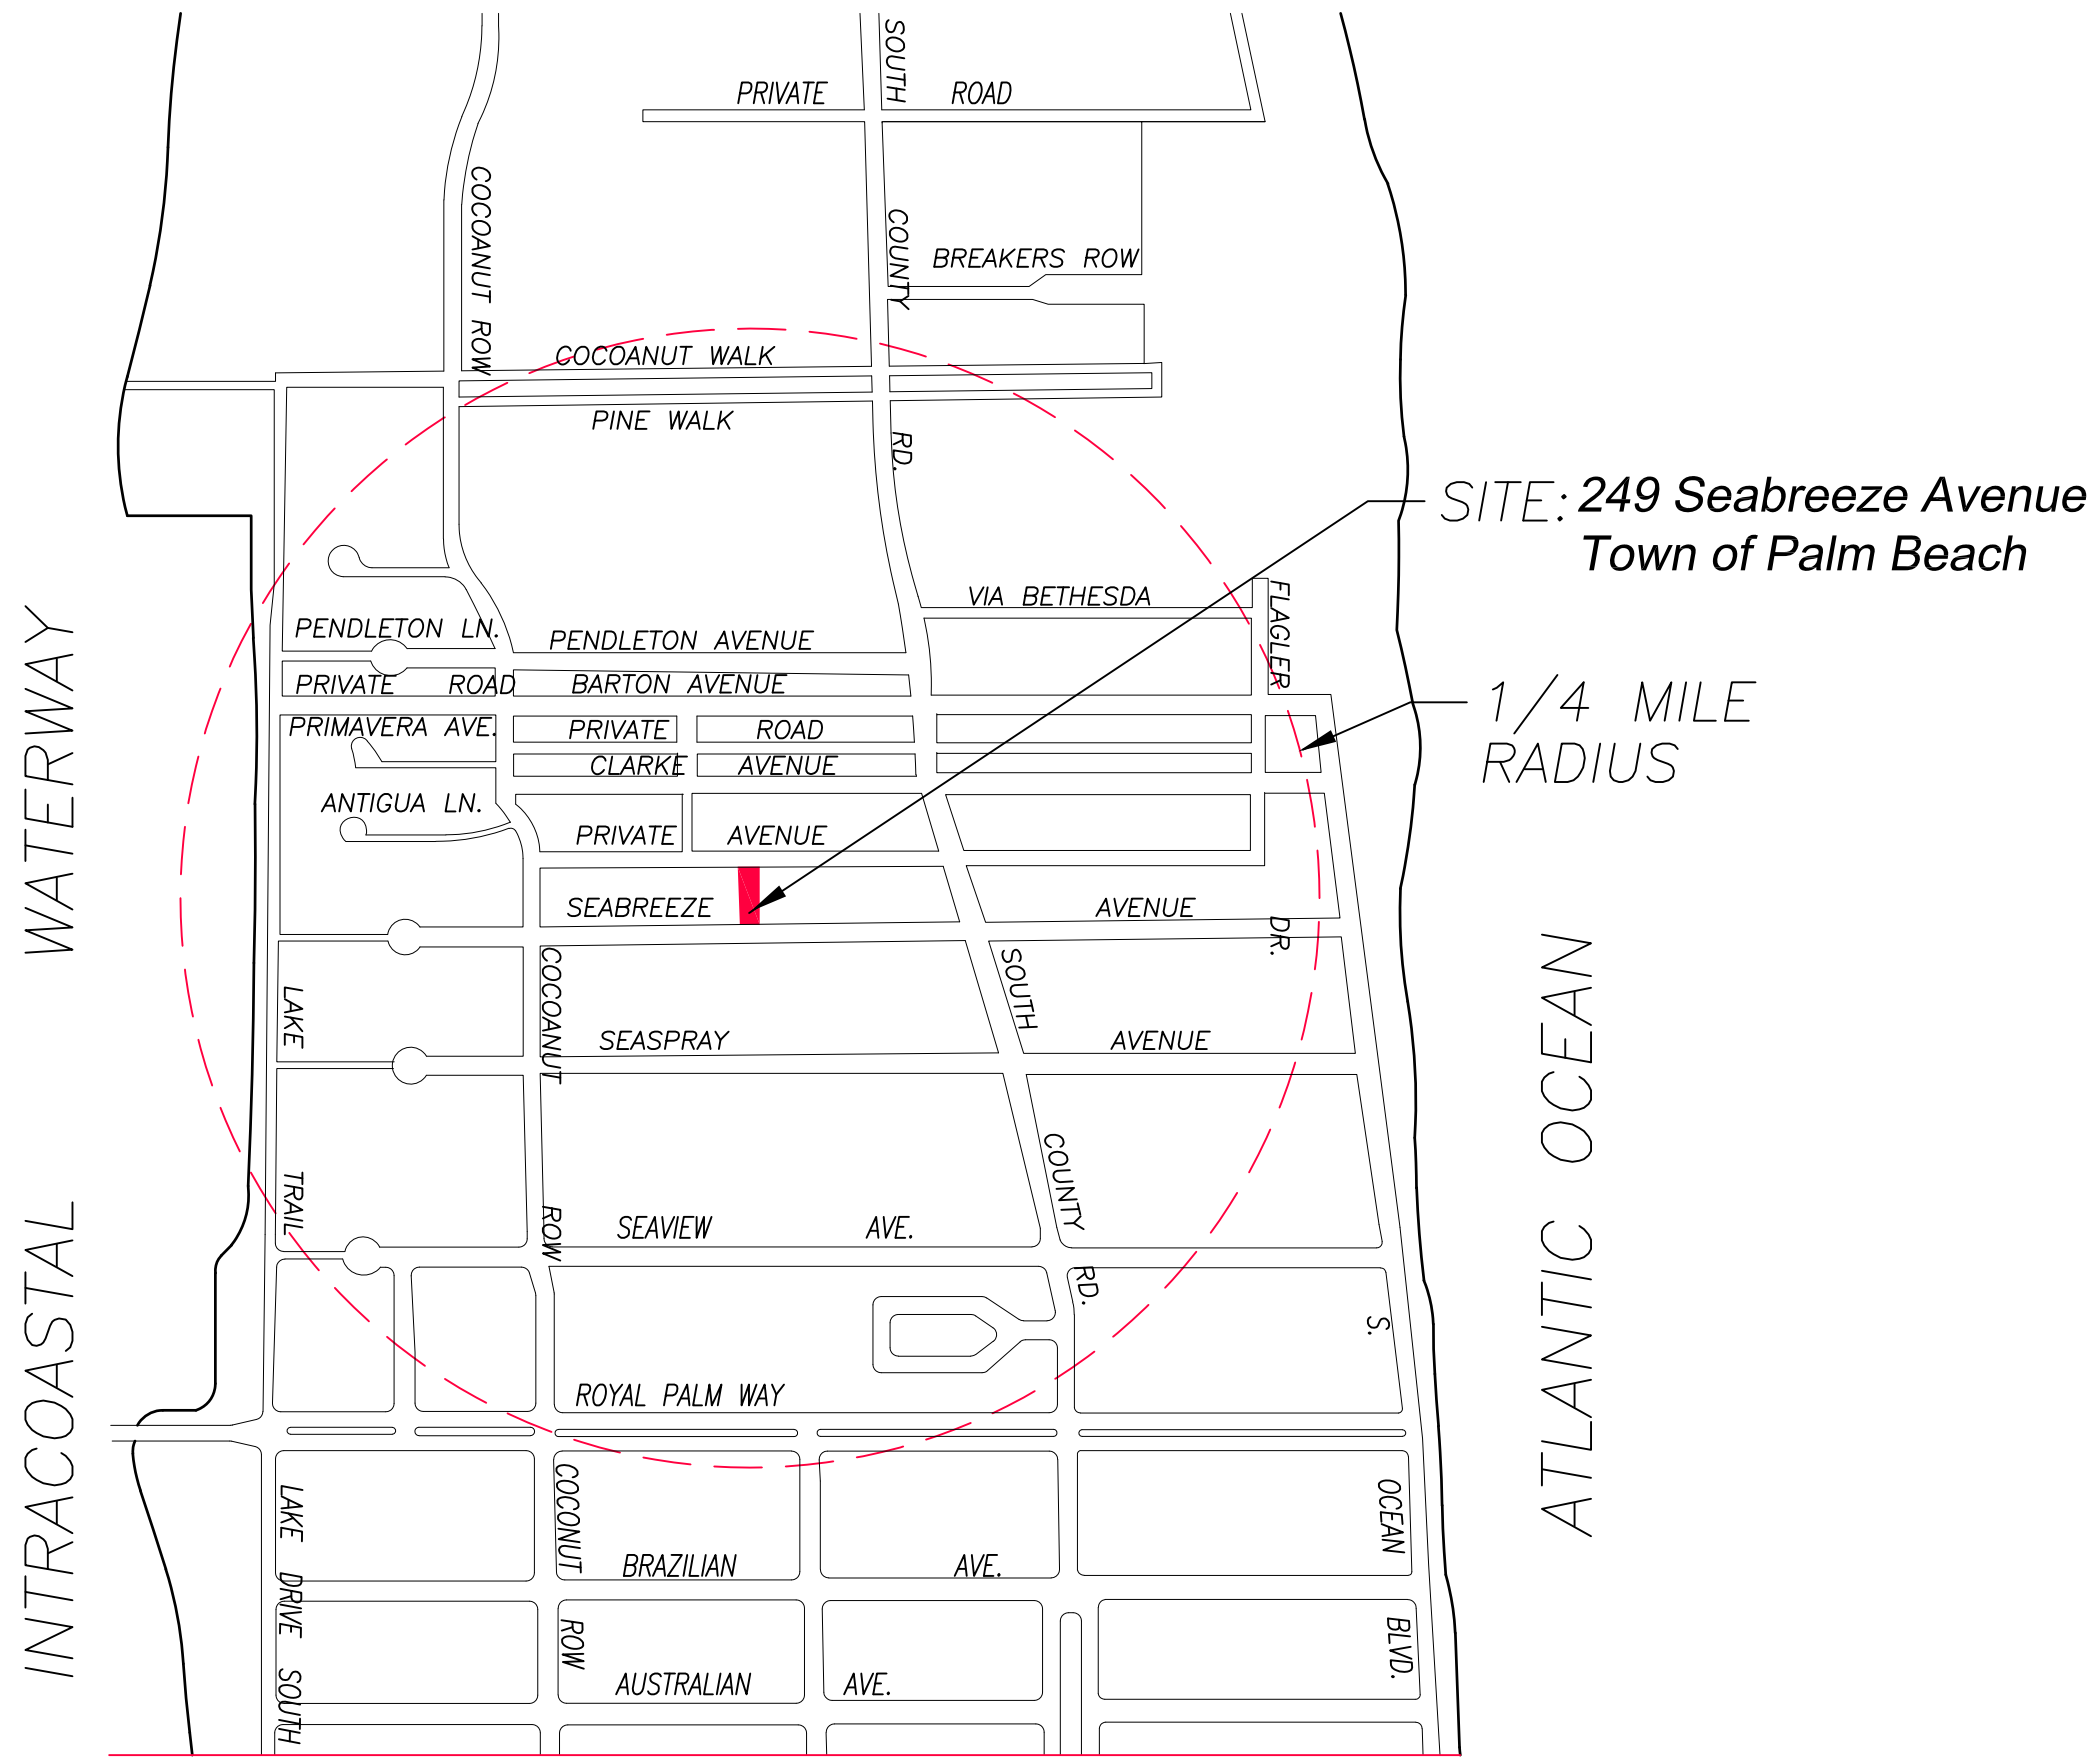 SOUTH
PRIVATE ROAD
COCOANUT ROW
COUNTY
BREAKERS ROW
COCOANUT WALK
PINE WALK
RD.
SITE: 249 Seabreeze Avenue
Town of Palm Beach
VIA BETHESDA
FLAGLER
PENDLETON LN.
PENDLETON AVENUE
PRIVATE ROAD
BARTON AVENUE
1/4 MILE
RADIUS
PRIMAVERA AVE.
PRIVATE ROAD
CLARKE AVENUE
ANTIGUA LN.
PRIVATE AVENUE
SEABREEZE AVENUE
DR.
LAKE
COCOANUT
SOUTH
SEASPRAY AVENUE
TRAIL
ROW
COUNTY
SEAVIEW AVE.
RD.
S.
ROYAL PALM WAY
LAKE DRIVE SOUTH
COCONUT
OCEAN
BRAZILIAN AVE.
ROW
BLVD.
AUSTRALIAN AVE.
INTRACOASTAL WATERWAY
ATLANTIC OCEAN